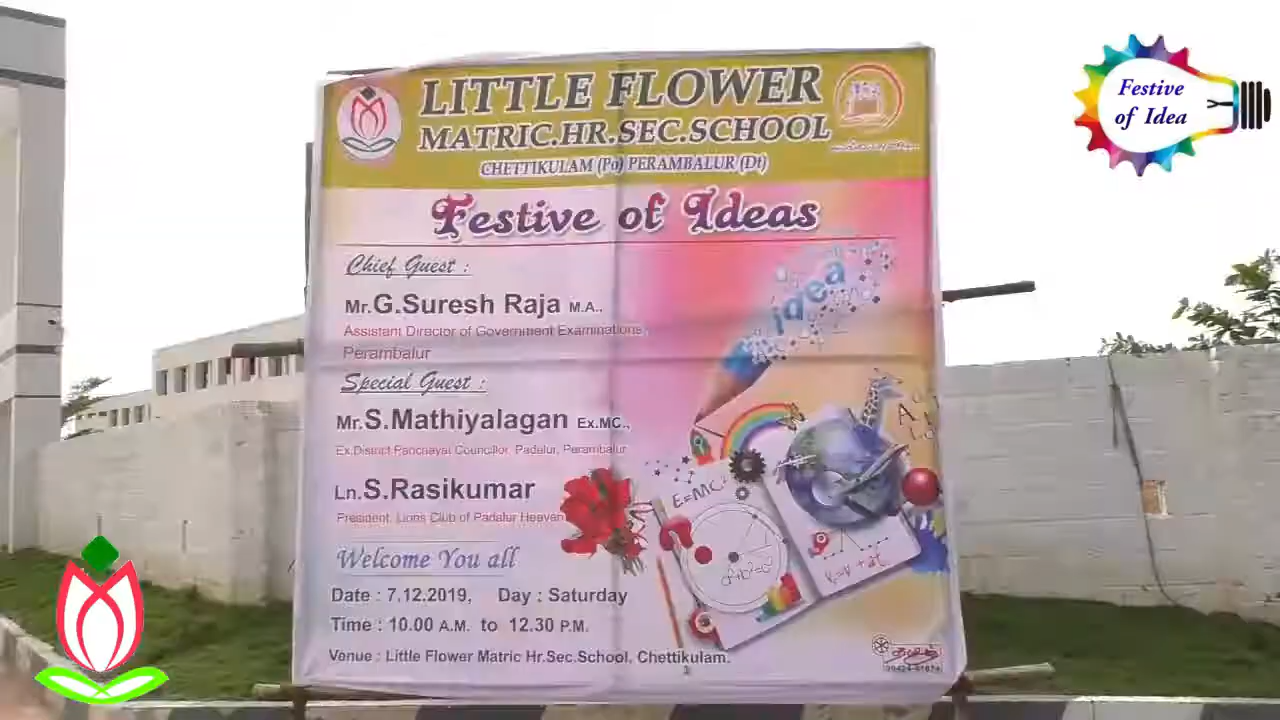 LITTLE FLOWER
MATRIC.HR.SEC.SCHOOL
CHETTIKULAM (Po) PERAMBALUR (Dt)
Festive of Ideas
Chief Guest :
Mr.G.Suresh Raja M.A.,
Assistant Director of Government Examinations,
Perambalur
Special Guest :
Mr.S.Mathiyalagan Ex.MC.,
Ex.District Panchayat Councillor, Padalur, Perambalur
Ln.S.Rasikumar
President, Lions Club of Padalur Heaven
Welcome You all
Date : 7.12.2019, Day : Saturday
Time : 10.00 A.M. to 12.30 P.M.
Venue : Little Flower Matric Hr.Sec.School, Chettikulam.
idea
E=MC²
Festive
of Idea